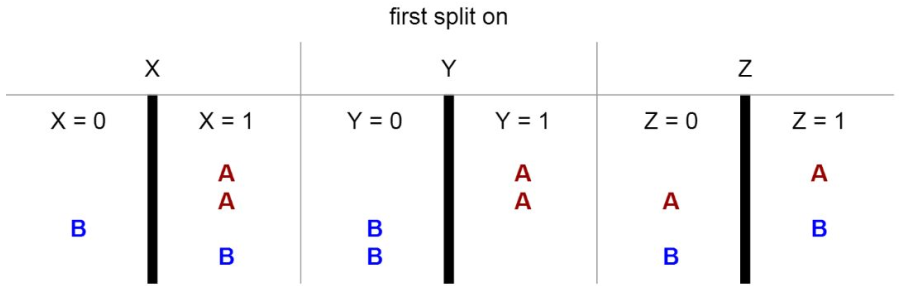 first split on
X Y Z
X = 0 X = 1 Y = 0 Y = 1 Z = 0 Z = 1
A A A
A A A
B B B
B B B